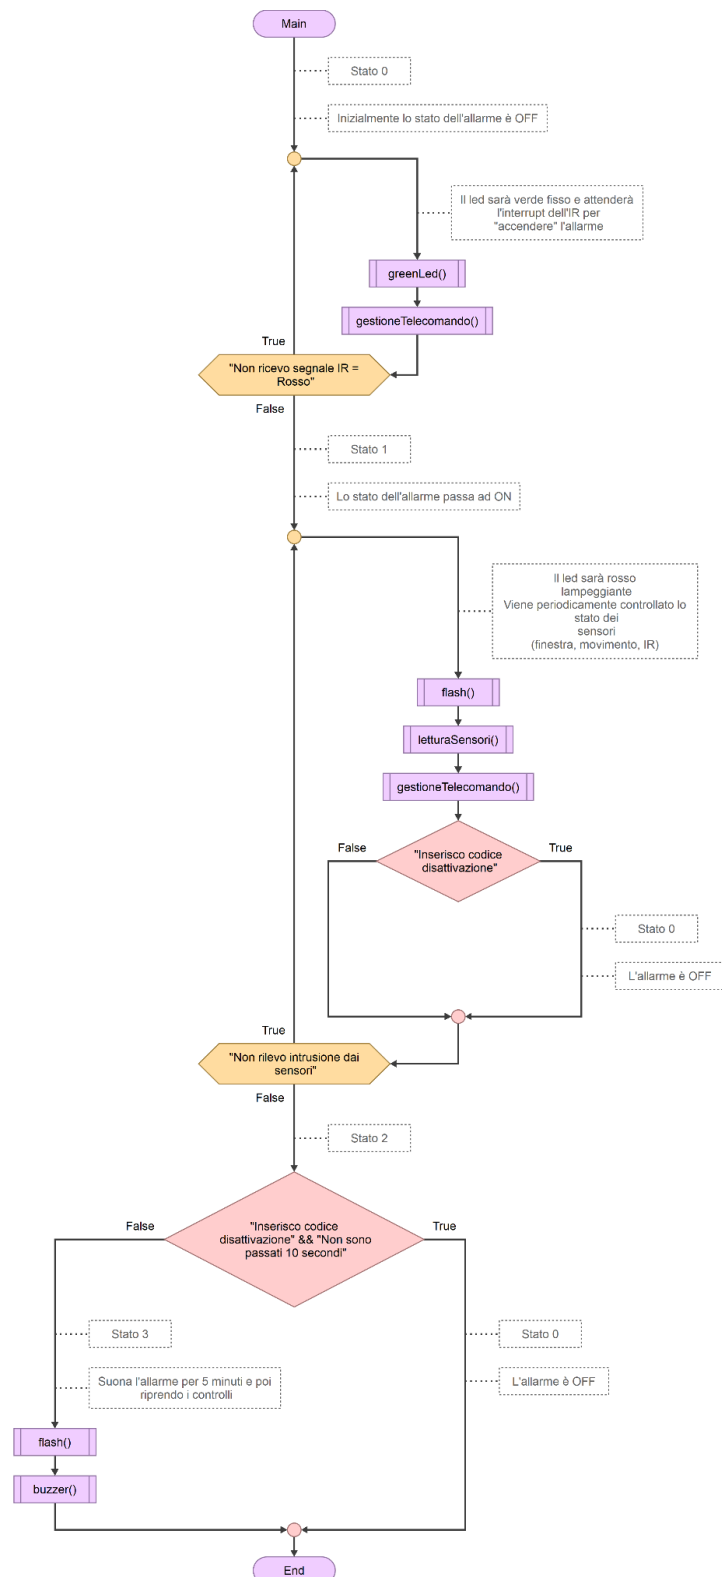 Main
Stato 0
Inizialmente lo stato dell'allarme è OFF
Il led sarà verde fisso e attenderà
l'interrupt dell'IR per
"accendere" l'allarme
greenLed()
gestioneTelecomando()
True
"Non ricevo segnale IR =
Rosso"
False
Stato 1
Lo stato dell'allarme passa ad ON
Il led sarà rosso
lampeggiante
Viene periodicamente controllato lo
stato dei
sensori
(finestra, movimento, IR)
flash()
letturaSensori()
gestioneTelecomando()
False
"Inserisco codice
disattivazione"
True
Stato 0
L'allarme è OFF
True
"Non rilevo intrusione dai
sensori"
False
Stato 2
False
"Inserisco codice
disattivazione" && "Non sono
passati 10 secondi"
True
Stato 3
Stato 0
Suona l'allarme per 5 minuti e poi
riprendo i controlli
L'allarme è OFF
flash()
buzzer()
End